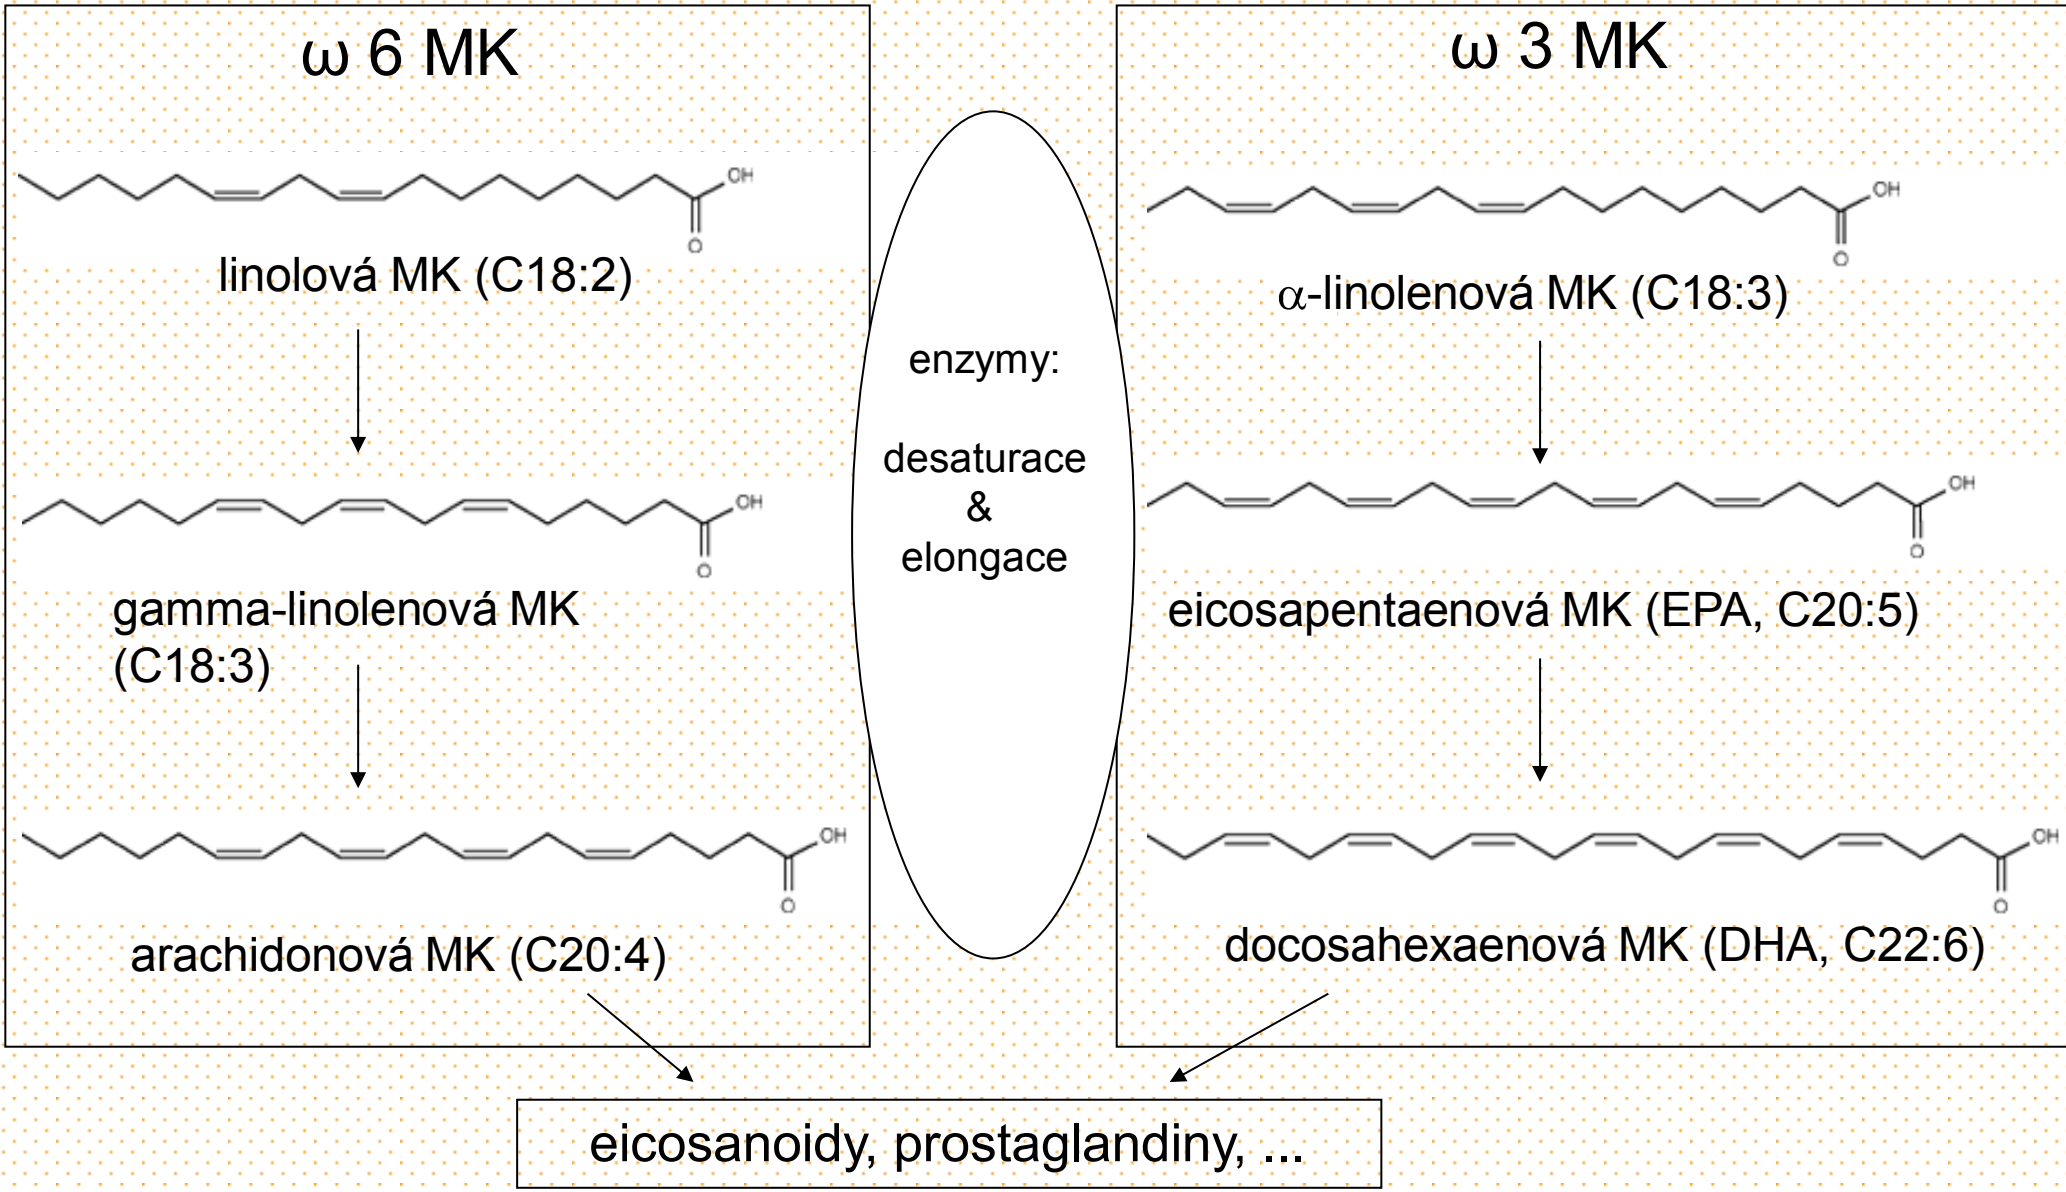 ω 6 MK
OH
O
linolová MK (C18:2)
OH
O
gamma-linolenová MK
(C18:3)
OH
O
arachidonová MK (C20:4)
enzymy:
desaturace
&
elongace
ω 3 MK
OH
O
α-linolenová MK (C18:3)
OH
O
eicosapentaenová MK (EPA, C20:5)
OH
O
docosahexaenová MK (DHA, C22:6)
eicosanoidy, prostaglandiny, ...